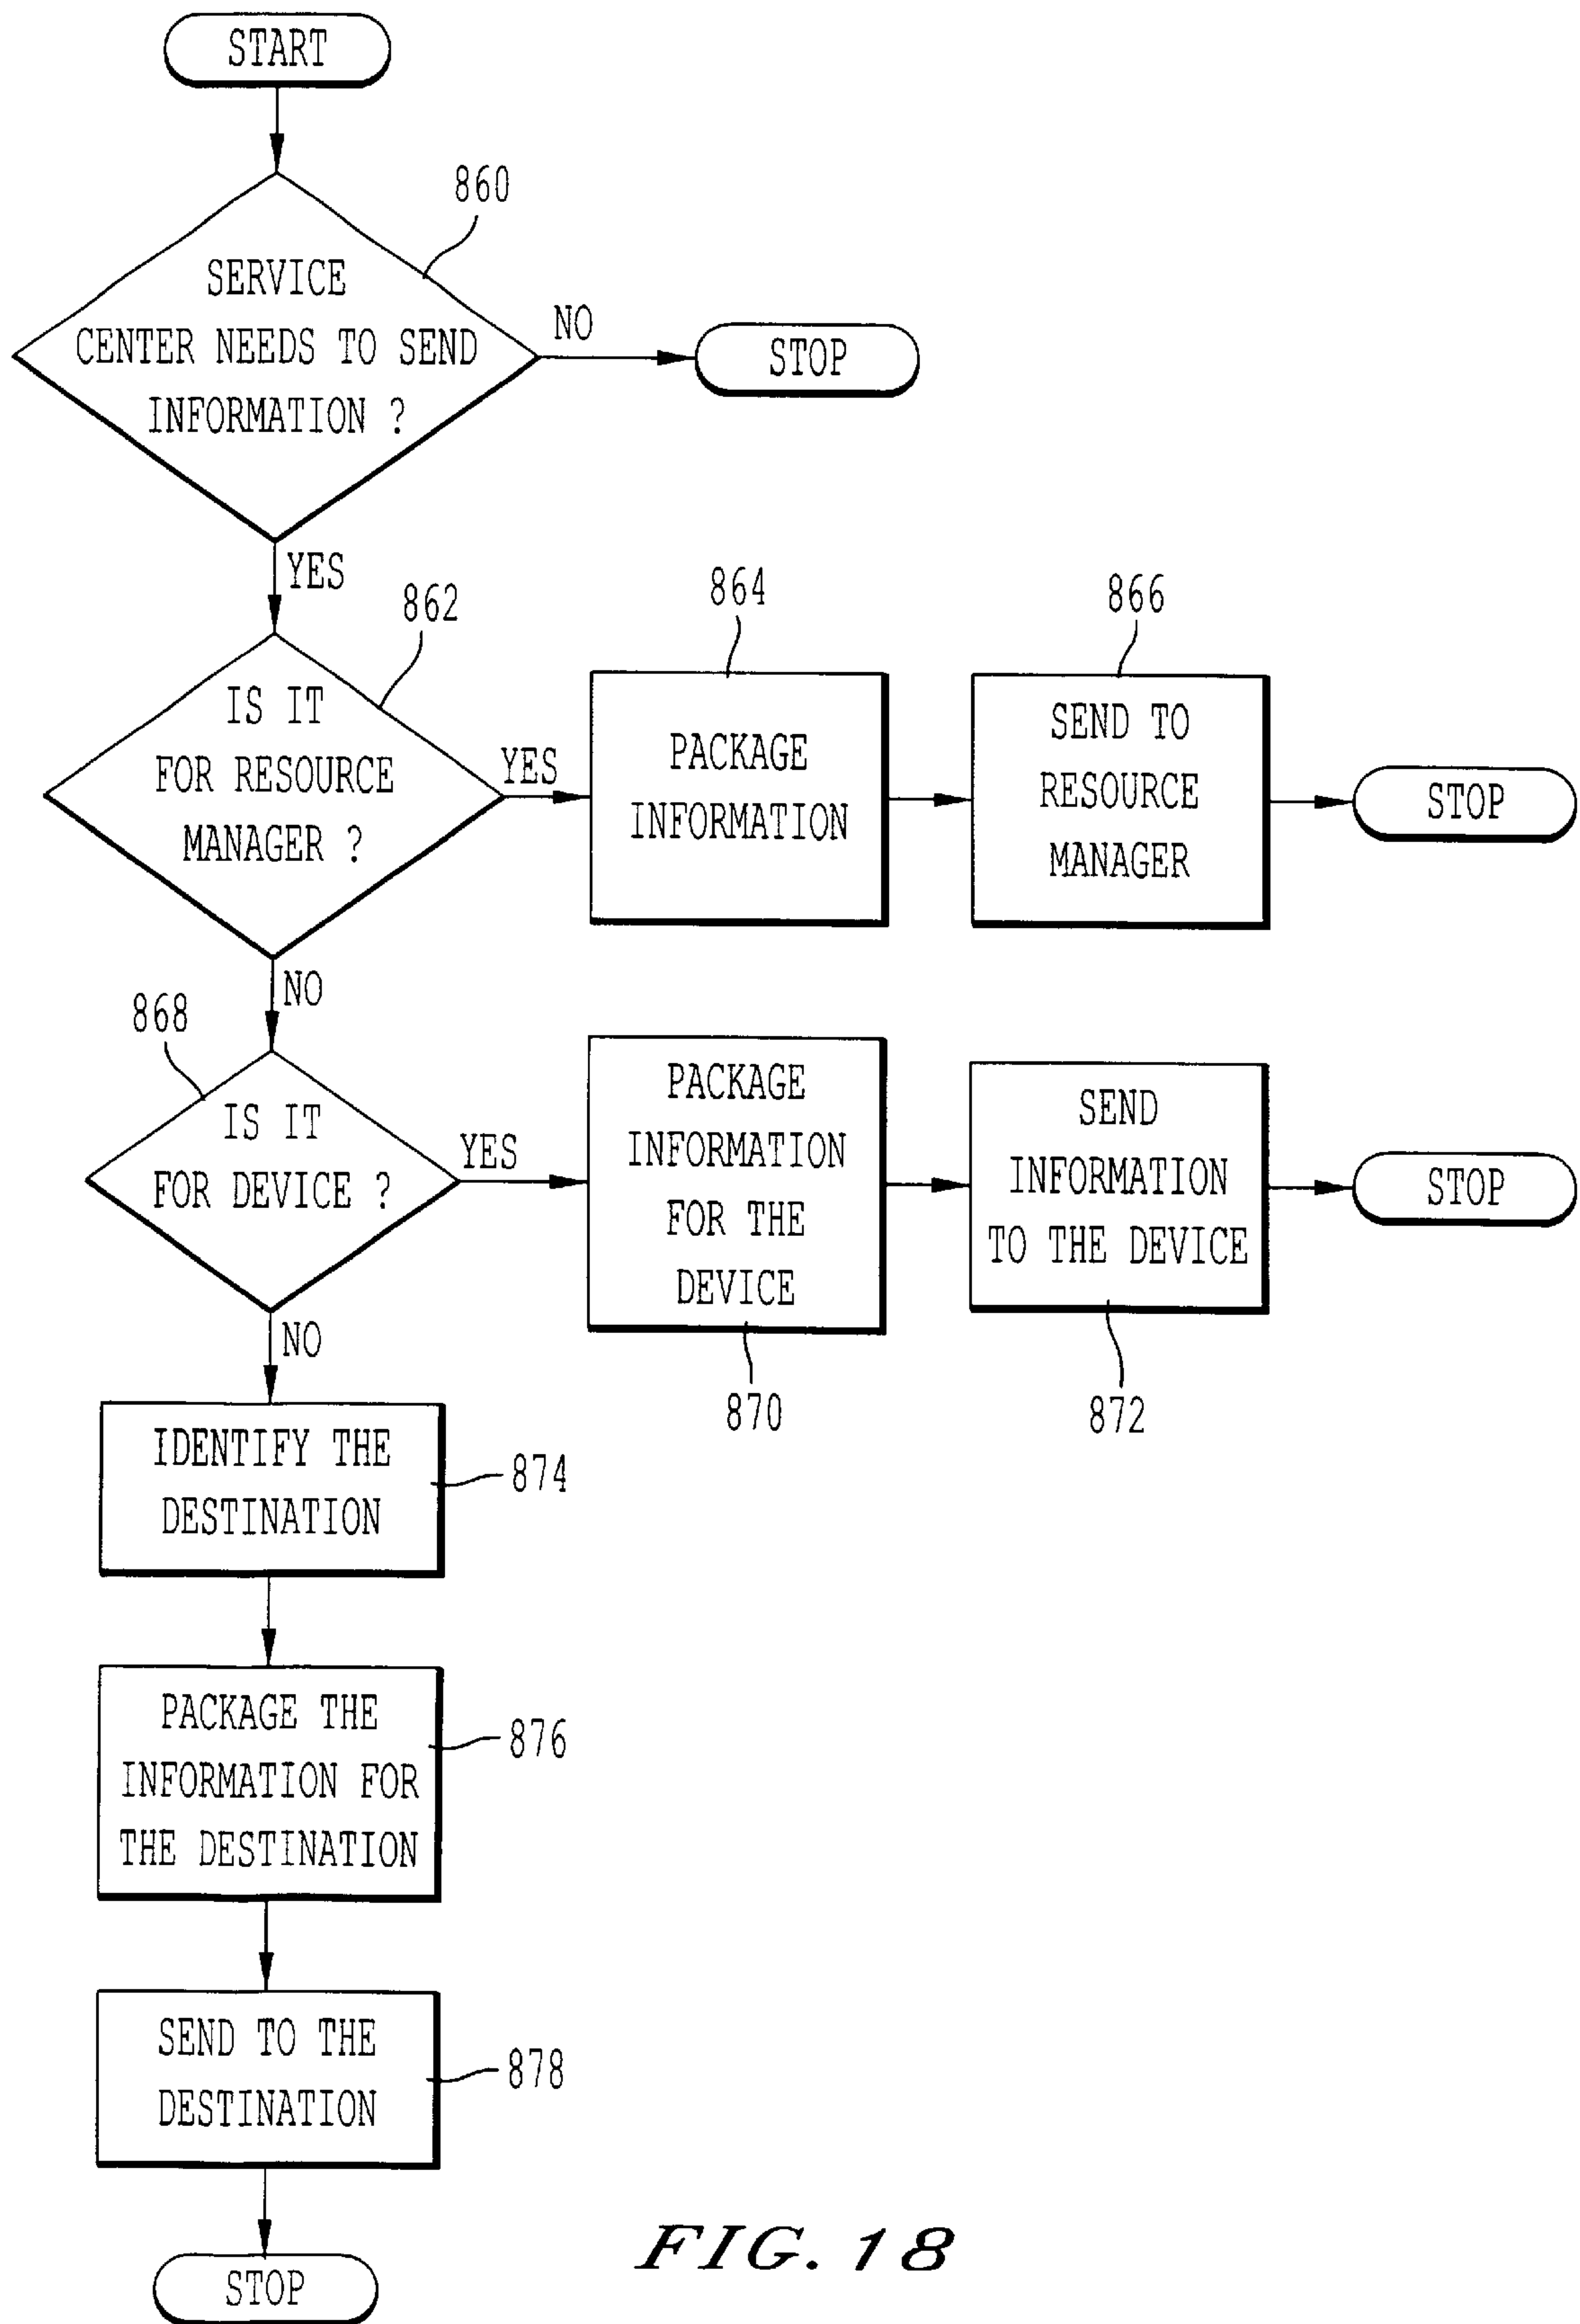 START
860
SERVICE
CENTER NEEDS TO SEND
INFORMATION ?
NO
STOP
YES
862
IS IT
FOR RESOURCE
MANAGER ?
YES
864
PACKAGE
INFORMATION
866
SEND TO
RESOURCE
MANAGER
STOP
NO
868
IS IT
FOR DEVICE ?
YES
PACKAGE
INFORMATION
FOR THE
DEVICE
870
SEND
INFORMATION
TO THE DEVICE
872
STOP
NO
IDENTIFY THE
DESTINATION
874
PACKAGE THE
INFORMATION FOR
THE DESTINATION
876
SEND TO THE
DESTINATION
878
STOP
FIG. 18